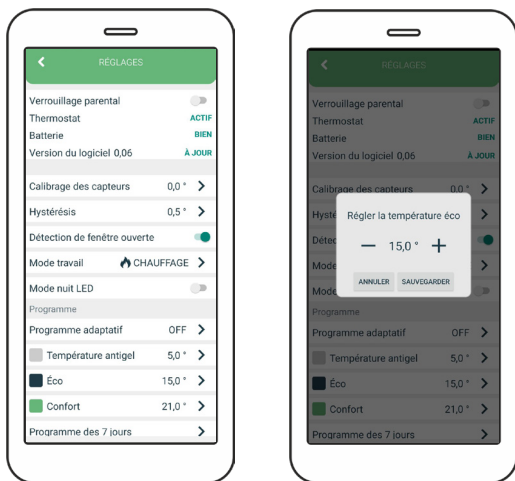 RÉGLAGES
Verrouillage parental
Thermostat ACTIF
Batterie BIEN
Version du logiciel 0,06 À JOUR
Calibrage des capteurs 0,0 °
Hystérésis 0,5 °
Détection de fenêtre ouverte
Mode travail CHAUFFAGE
Mode nuit LED
Programme
Programme adaptatif OFF
Température antigel 5,0 °
Éco 15,0 °
Confort 21,0 °
Programme des 7 jours
RÉGLAGES
Verrouillage parental
Thermostat ACTIF
Batterie BIEN
Version du logiciel 0,06 À JOUR
Calibrage des capteurs 0,0 °
Hysté
Régler la température éco
Détec
— 15,0 ° +
Mode
ANNULER SAUVEGARDER
Mode
Programme
Programme adaptatif OFF
Température antigel 5,0 °
Éco 15,0 °
Confort 21,0 °
Programme des 7 jours